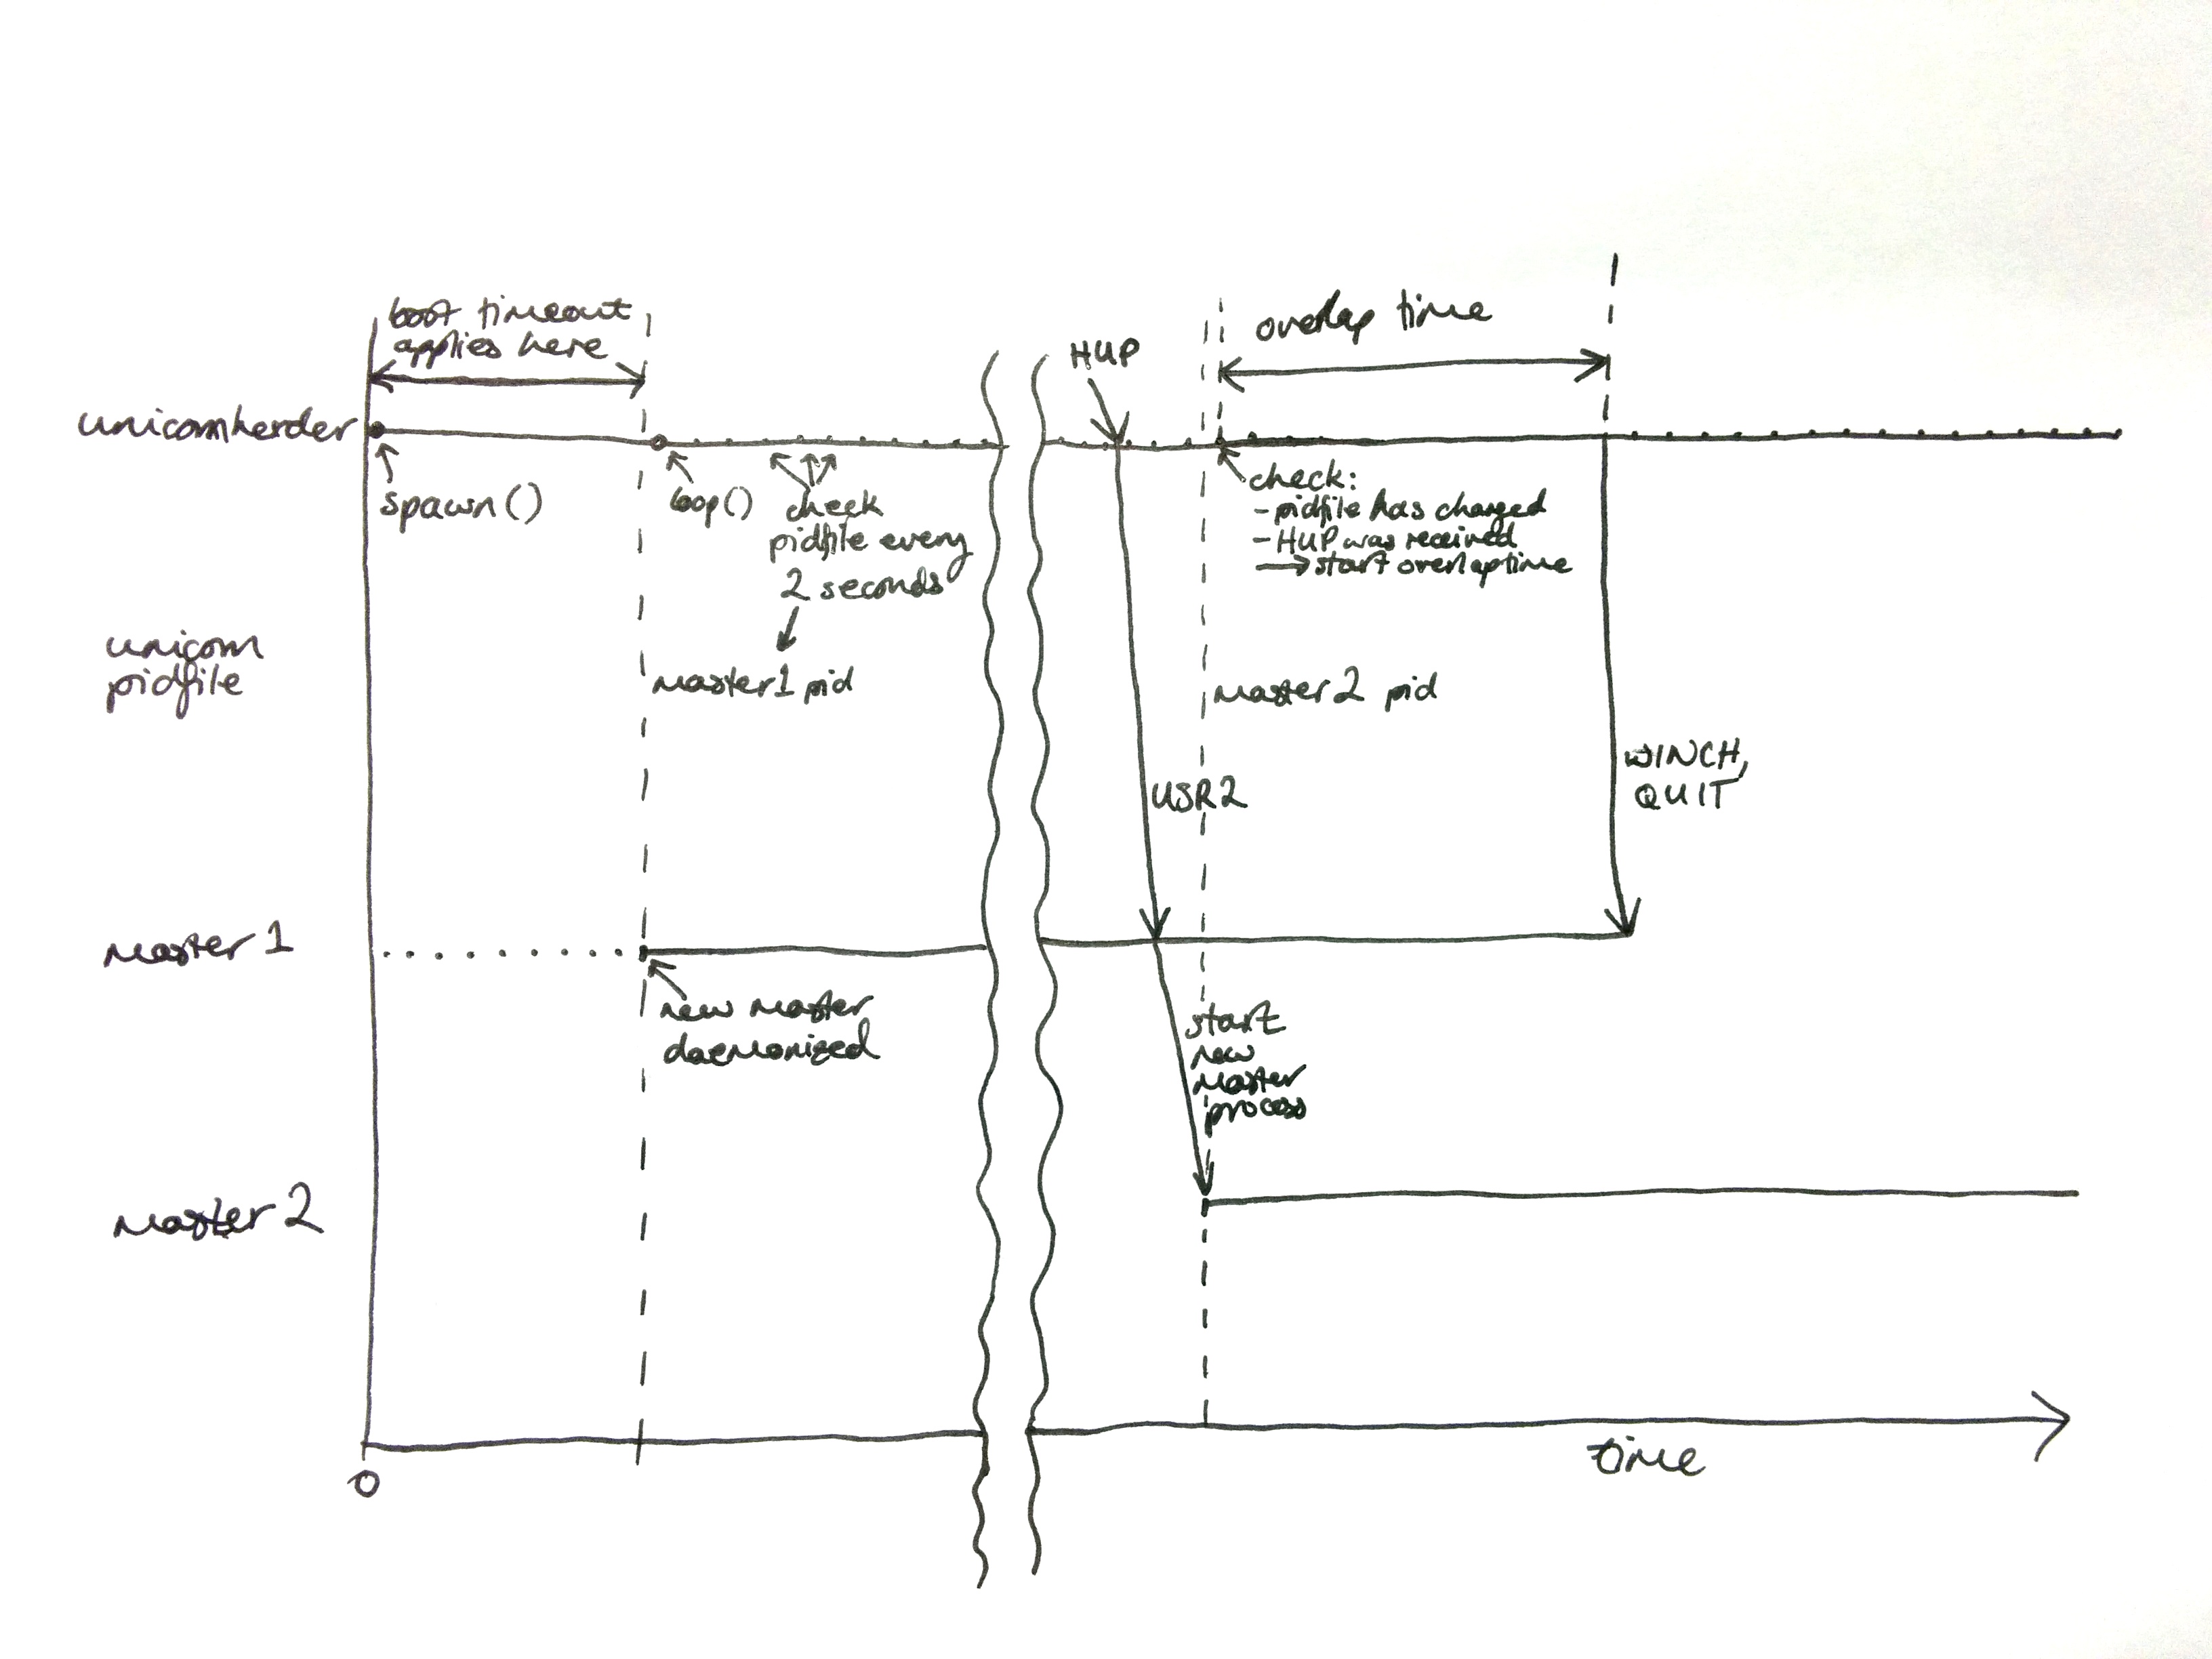 boot timeout
applies here
HUP
overlap time
unicornherder
spawn()
loop()
check
pidfile every
2 seconds
check:
- pidfile has changed
- HUP was received
→ start overlap time
unicorn
pidfile
master1 pid
master2 pid
USR2
WINCH,
QUIT
master 1
new master
daemonized
start
new
master
process
master 2
time
0